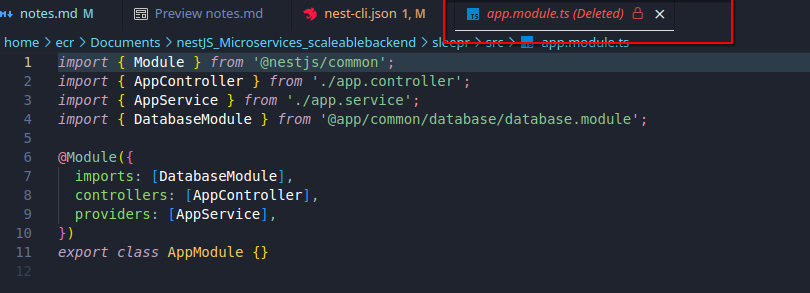 notes.md M Preview notes.md nest-cli.json 1, M app.module.ts (Deleted)
home > ecr > Documents > nestJS_Microservices_scaleablebackend > sleepr > src > app.module.ts
1 import { Module } from '@nestjs/common';
2 import { AppController } from './app.controller';
3 import { AppService } from './app.service';
4 import { DatabaseModule } from '@app/common/database/database.module';
5
6 @Module({
7 imports: [DatabaseModule],
8 controllers: [AppController],
9 providers: [AppService],
10 })
11 export class AppModule {}
12